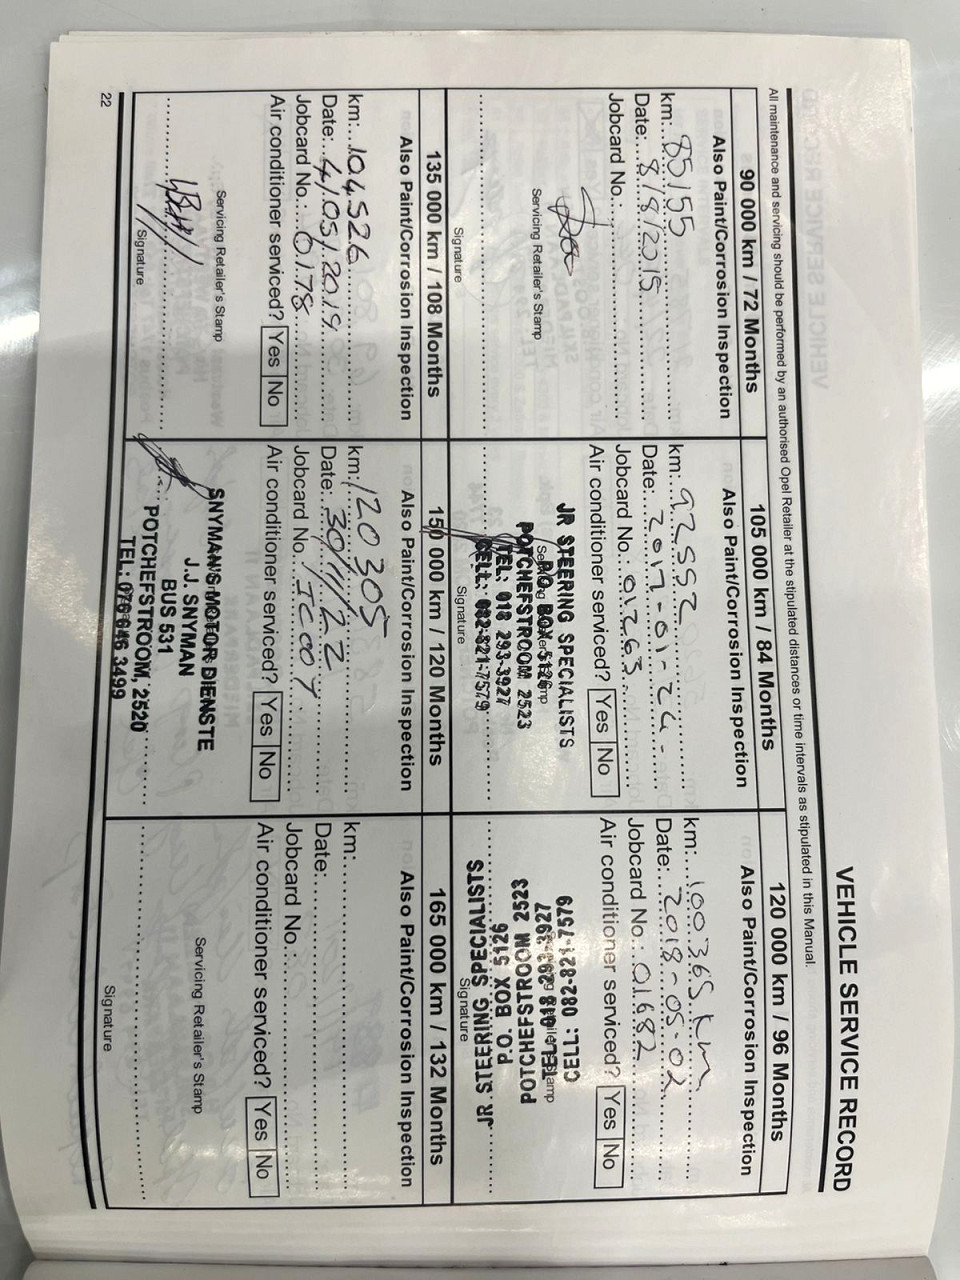 VEHICLE SERVICE RECORD
All maintenance and servicing should be performed by an authorised Opel Retailer at the stipulated distances or time intervals as stipulated in this Manual.
90 000 km / 72 Months
Also Paint/Corrosion Inspection
km: 85155
Date: 8/8/2015
Jobcard No.
Servicing Retailer's Stamp
Signature
105 000 km / 84 Months
Also Paint/Corrosion Inspection
km: 92552
Date: 2017-01-24-
Jobcard No. 01263
Air conditioner serviced? Yes No
JR STEERING SPECIALISTS
P.O. BOX 5126
POTCHEFSTROOM 2523
TEL: 018 293-3927
CELL: 082-821-7579
Signature
120 000 km / 96 Months
Also Paint/Corrosion Inspection
km: 100365 km
Date: 2018-05-02
Jobcard No. 01682
Air conditioner serviced? Yes No
JR STEERING SPECIALISTS
P.O. BOX 5126
POTCHEFSTROOM 2523
TEL: 018 293-3927
CELL: 082-821-7579
Signature
135 000 km / 108 Months
Also Paint/Corrosion Inspection
km: 104526
Date: 4/05/2019
Jobcard No. 0178
Air conditioner serviced? Yes No
Servicing Retailer's Stamp
Signature
150 000 km / 120 Months
Also Paint/Corrosion Inspection
km: 120305
Date: 30/11/22
Jobcard No.
Air conditioner serviced? Yes No
SNYMAN'S MOTOR DIENSTE
J.J. SNYMAN
BUS 531
POTCHEFSTROOM, 2520
TEL: 076 646 3499
165 000 km / 132 Months
Also Paint/Corrosion Inspection
km:
Date:
Jobcard No.:
Air conditioner serviced? Yes No
Servicing Retailer's Stamp
Signature
22